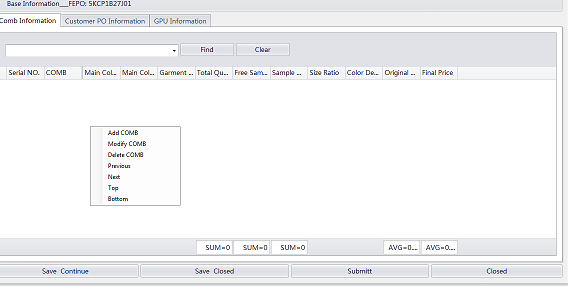 Base Information___FEPO: 5KCP1B27J01
Comb Information Customer PO Information GPU Information
Find Clear
Serial NO. COMB Main Col... Main Col... Garment ... Total Qu... Free Sam... Sample ... Size Ratio Color De... Original ... Final Price
Add COMB
Modify COMB
Delete COMB
Previous
Next
Top
Bottom
SUM=0 SUM=0 SUM=0 AVG=0.... AVG=0....
Save Continue Save Closed Submitt Closed